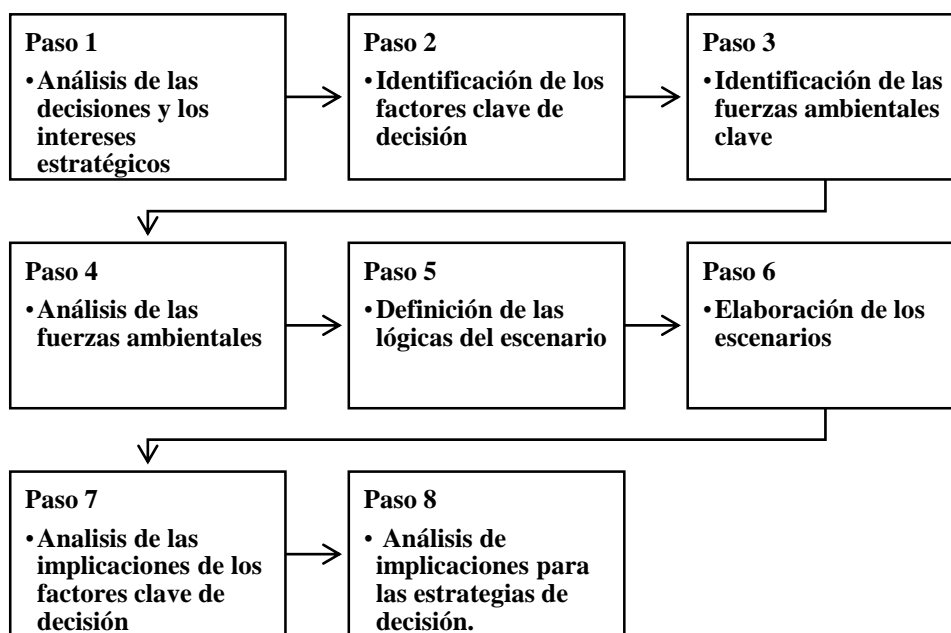 Paso 1
•Análisis de las
decisiones y los
intereses
estratégicos
Paso 2
•Identificación de los
factores clave de
decisión
Paso 3
•Identificación de las
fuerzas ambientales
clave
Paso 4
•Análisis de las
fuerzas ambientales
Paso 5
•Definición de las
lógicas del escenario
Paso 6
•Elaboración de los
escenarios
Paso 7
•Analisis de las
implicaciones de los
factores clave de
decisión
Paso 8
• Análisis de
implicaciones para
las estrategias de
decisión.